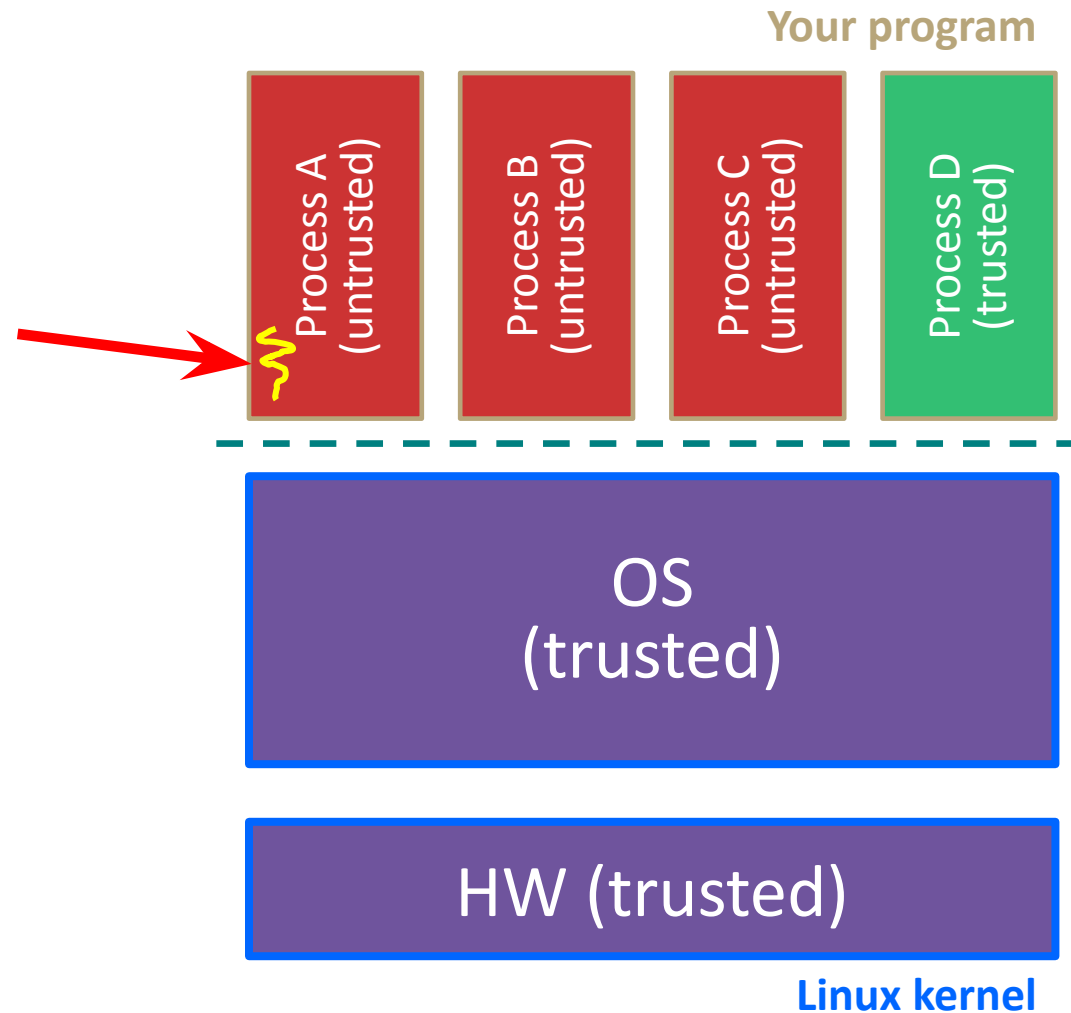 Your program
Process A
(untrusted)
Process B
(untrusted)
Process C
(untrusted)
Process D
(trusted)
OS
(trusted)
HW (trusted)
Linux kernel